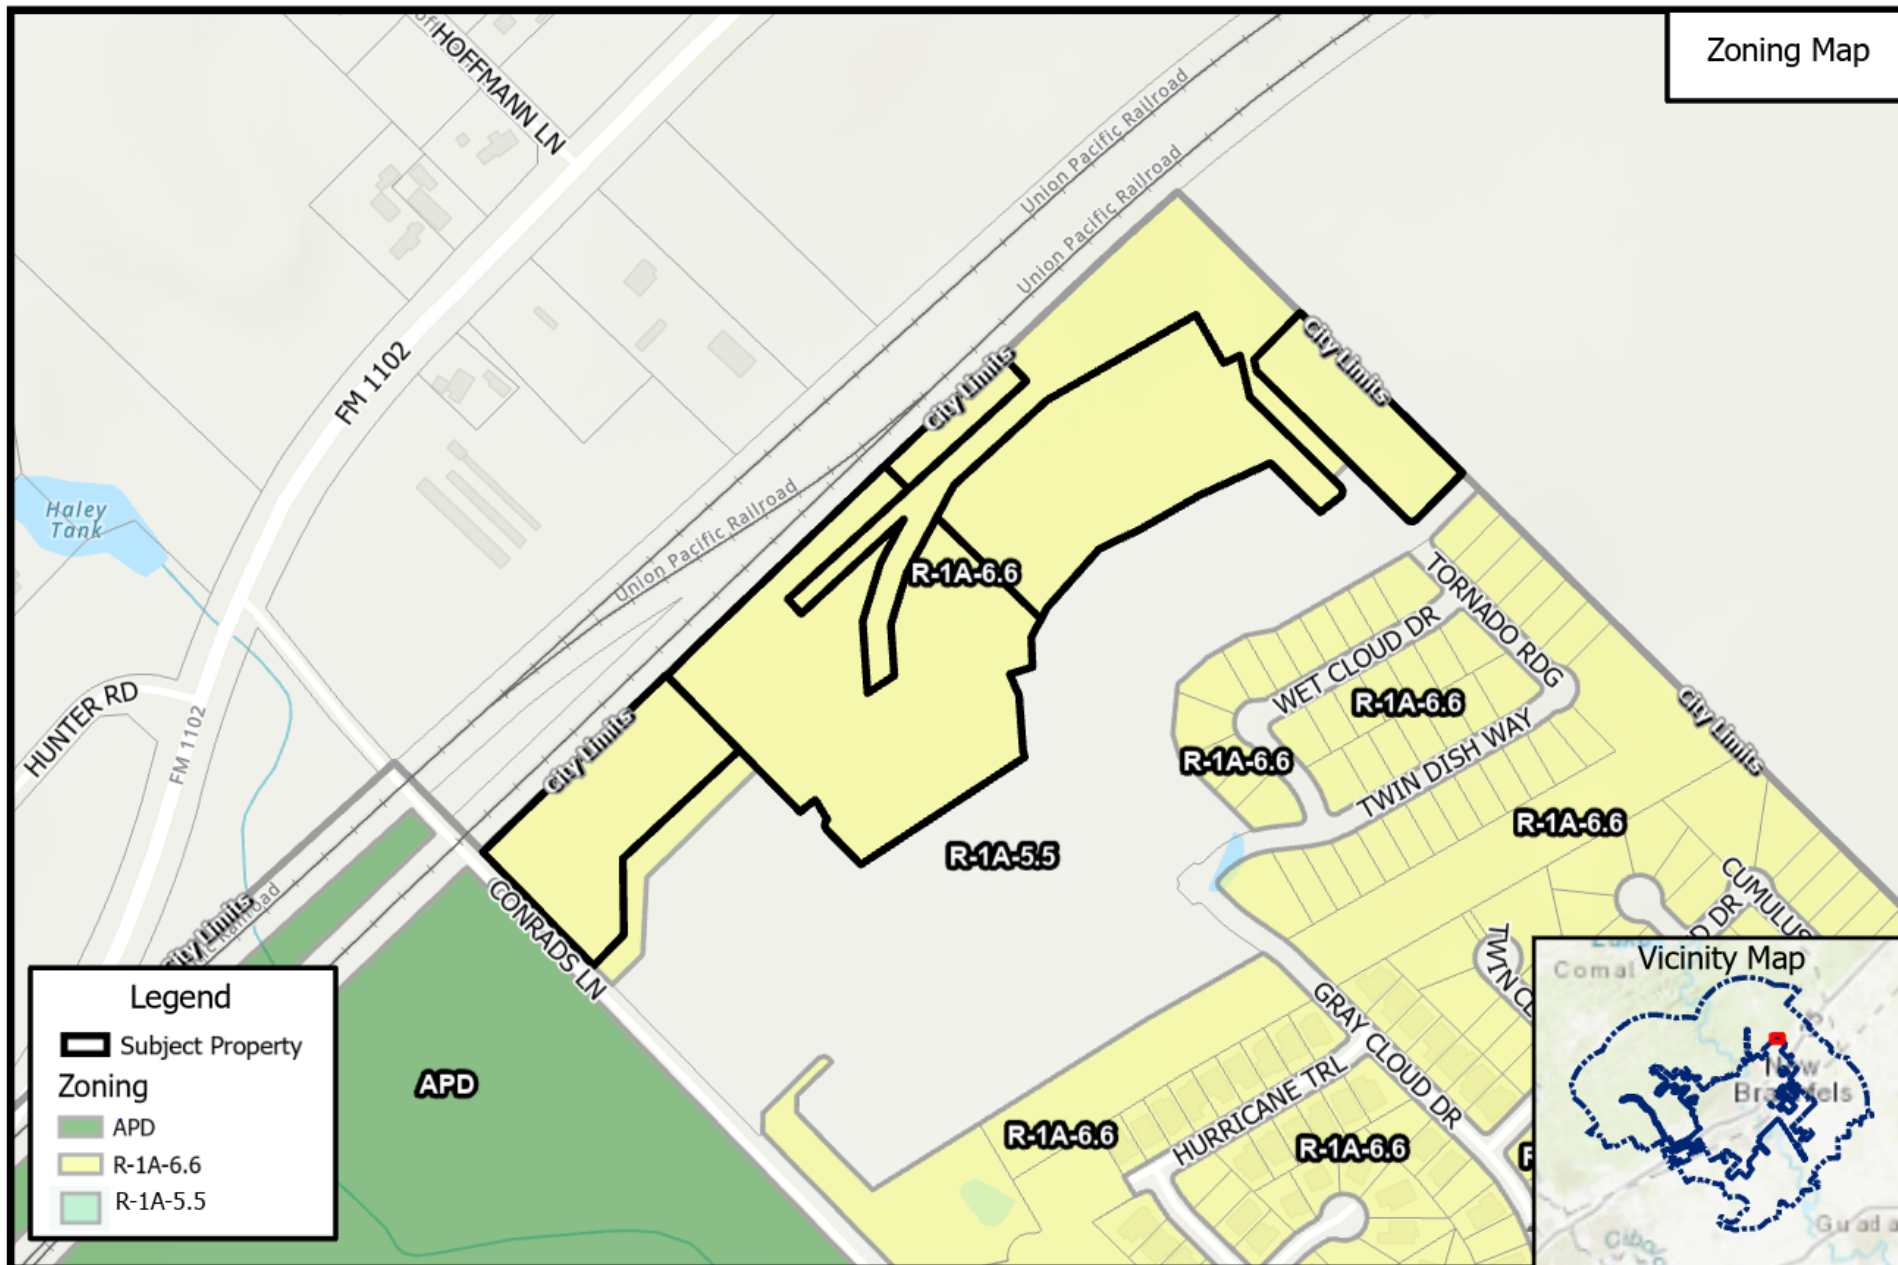 Zoning Map
HOFFMANN LN
Union Pacific Railroad
Union Pacific Railroad
City Limits
City Limits
FM 1102
Haley
Tank
Union Pacific Railroad
R-1A-6.6
TORNADO RDG
WET CLOUD DR
R-1A-6.6
HUNTER RD
FM 1102
City Limits
City Limits
TWIN DISH WAY
R-1A-6.6
R-1A-6.6
R-1A-5.5
CUMULUS
DR
City Limits
Railroad
CONRADS LN
GRAY CLOUD DR
APD
HURRICANE TRL
R-1A-6.6
R-1A-6.6
Legend
Subject Property
Zoning
APD
R-1A-6.6
R-1A-5.5
Vicinity Map
Comal
New
Braunfels